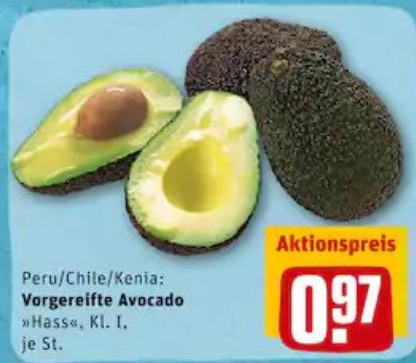 Peru/Chile/Kenia:
Vorgereifte Avocado
»Hass«, Kl. I,
je St.
Aktionspreis
0.97